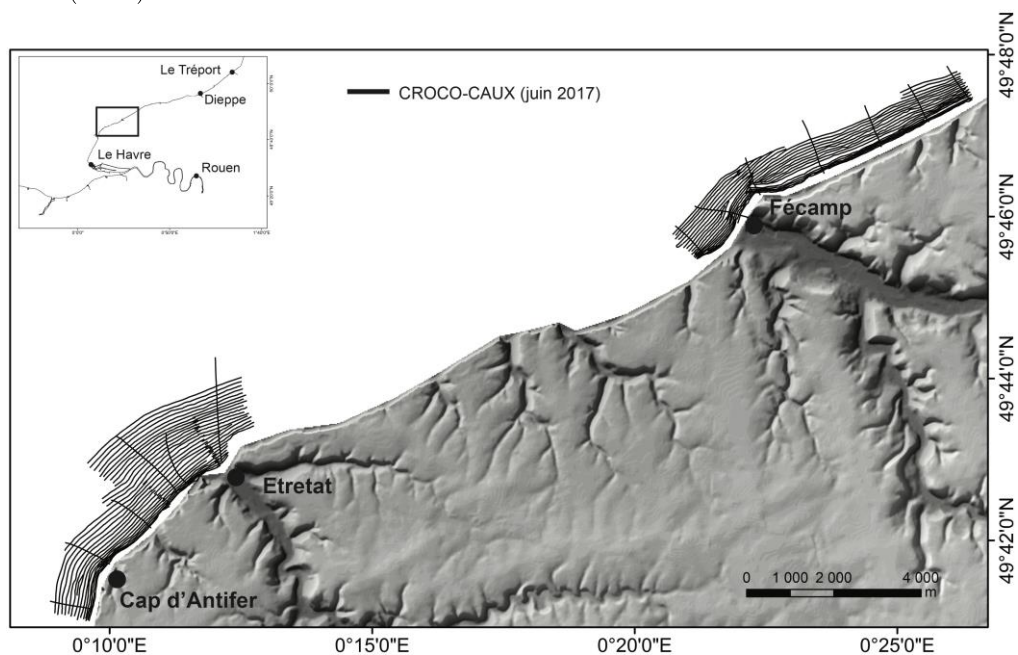 Le Tréport
Dieppe
Le Havre
Rouen
CROCO-CAUX (juin 2017)
49°48'0"N
Fécamp
49°46'0"N
49°44'0"N
Etretat
49°42'0"N
0 1 000 2 000 4 000
m
Cap d'Antifer
0°10'0"E
0°15'0"E
0°20'0"E
0°25'0"E